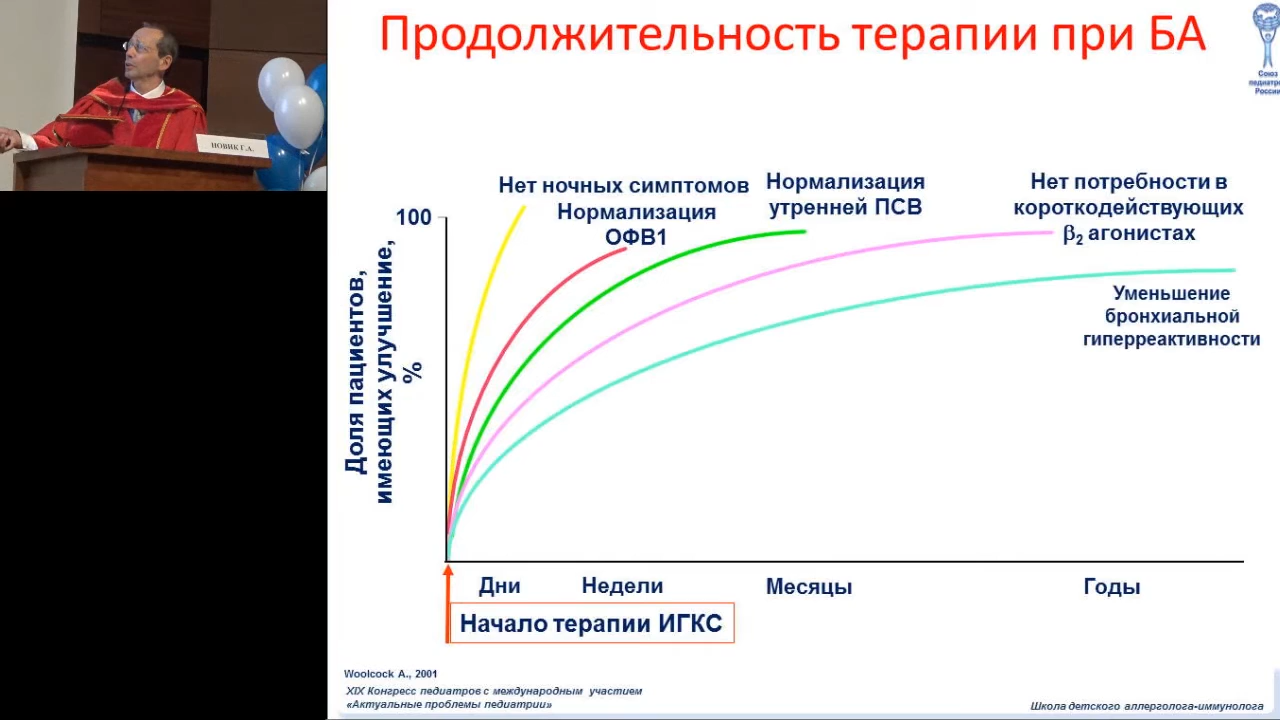 Продолжительность терапии при БА
Союз
педиатров
России
НОВИК Г.А.
Нет ночных симптомов
Нормализация
ОФВ1
Нормализация
утренней ПСВ
Нет потребности в
короткодействующих
β2 агонистах
Уменьшение
бронхиальной
гиперреактивности
100
Доля пациентов,
имеющих улучшение,
%
Дни
Недели
Месяцы
Годы
Начало терапии ИГКС
Woolcock A., 2001
XIX Конгресс педиатров с международным участием
«Актуальные проблемы педиатрии»
Школа детского аллерголога-иммунолога